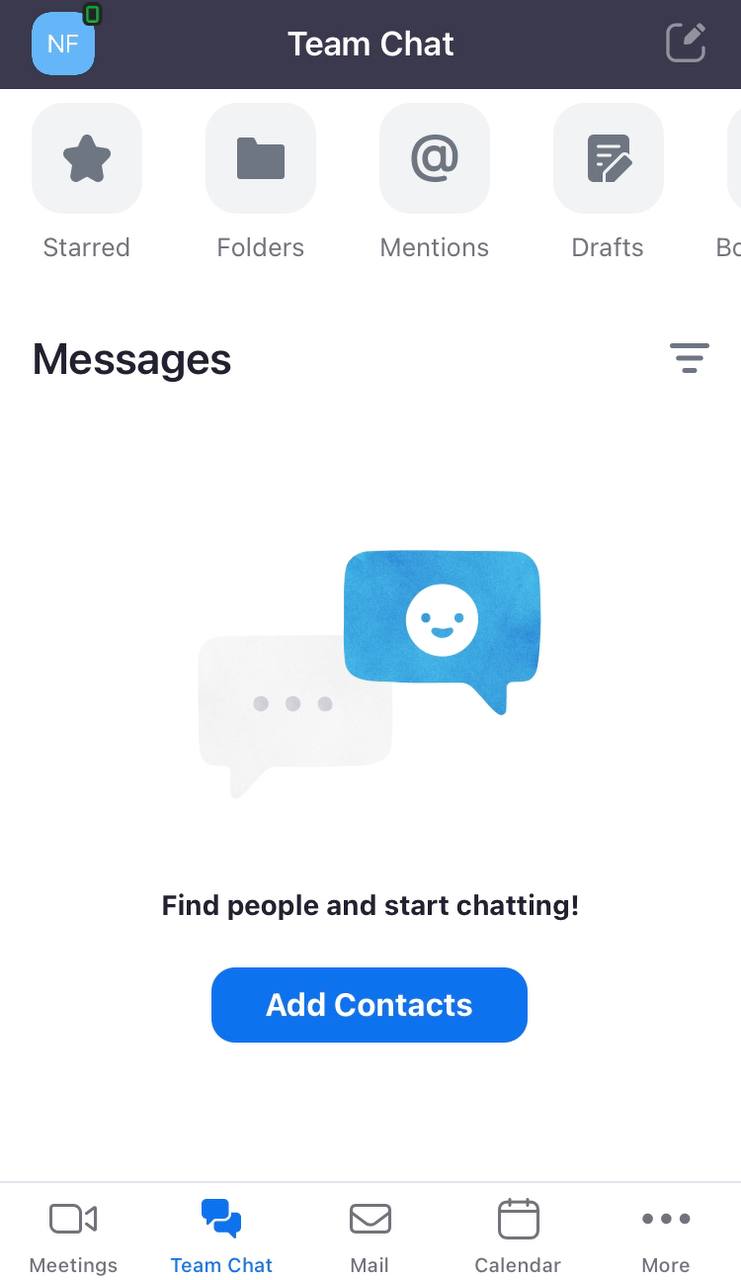 NF
Team Chat
Starred
Folders
@
Mentions
Drafts
Bo
Messages
Find people and start chatting!
Add Contacts
Meetings
Team Chat
Mail
Calendar
More